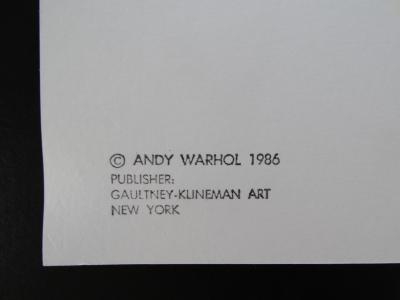 © ANDY WARHOL 1986
PUBLISHER:
GAULTNEY-KLINEMAN ART
NEW YORK